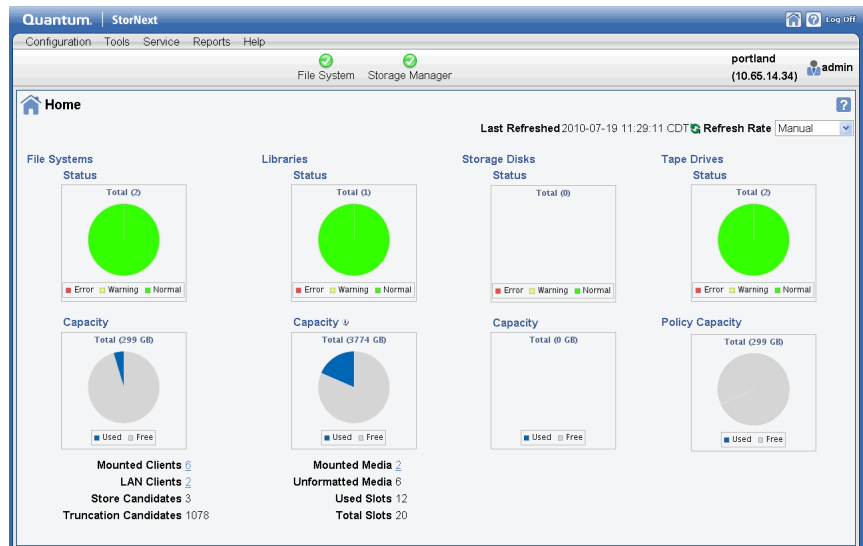 Quantum. StorNext
Log Off
Configuration Tools Service Reports Help
File System Storage Manager
portland
(10.65.14.34)
admin
Home
Last Refreshed 2010-07-19 11:29:11 CDT Refresh Rate Manual
File Systems
Status
Total (2)
Error Warning Normal
Capacity
Total (299 GB)
Used Free
Mounted Clients 6
LAN Clients 2
Store Candidates 3
Truncation Candidates 1078
Libraries
Status
Total (1)
Error Warning Normal
Capacity
Total (3774 GB)
Used Free
Mounted Media 2
Unformatted Media 6
Used Slots 12
Total Slots 20
Storage Disks
Status
Total (0)
Error Warning Normal
Capacity
Total (0 GB)
Used Free
Tape Drives
Status
Total (2)
Error Warning Normal
Policy Capacity
Total (299 GB)
Used Free